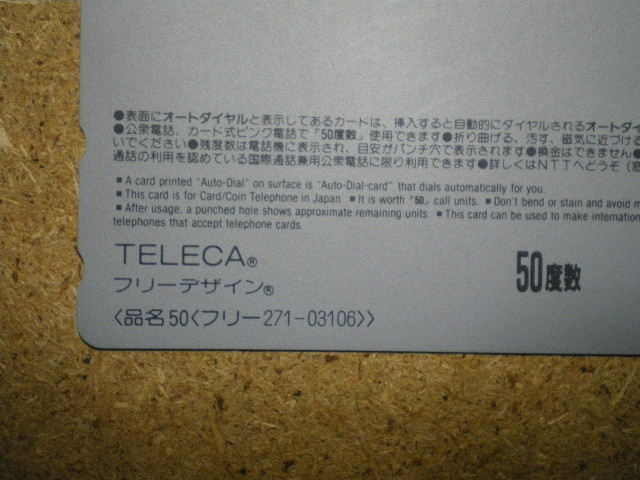 ●表面にオートダイヤルと表示してあるカードは、挿入すると自動的にダイヤルされるオートダイ
●公衆電話、カード式ピンク電話で「50度数」使用できます●折り曲げる、汚す、磁気に近づける
いでください●残度数は電話機に表示され、目安がパンチ穴で表示されます●換金はできません●
通話の利用を認めている国際通話兼用公衆電話に限り利用できます●詳しくはNTTへどうぞ(窓
■ A card printed "Auto-Dial" on surface is "Auto-Dial-card" that dials automatically for you.
■ This card is for Card/Coin Telephone in Japan. ■ It is worth「50」call units. ■ Don't bend or stain and avoid m
■ After usage, a punched hole shows approximate remaining units. ■ This card can be used to make internation
telephones that accept telephone cards.
TELECA®
50度数
フリーデザイン®
〈品名50〈フリー271-03106〉〉